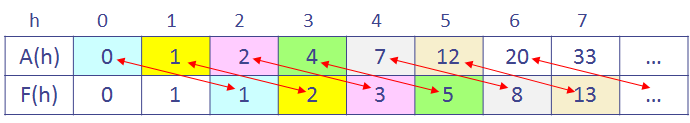 h 0 1 2 3 4 5 6 7
A(h) 0 1 2 4 7 12 20 33 ...
F(h) 0 1 1 2 3 5 8 13 ...